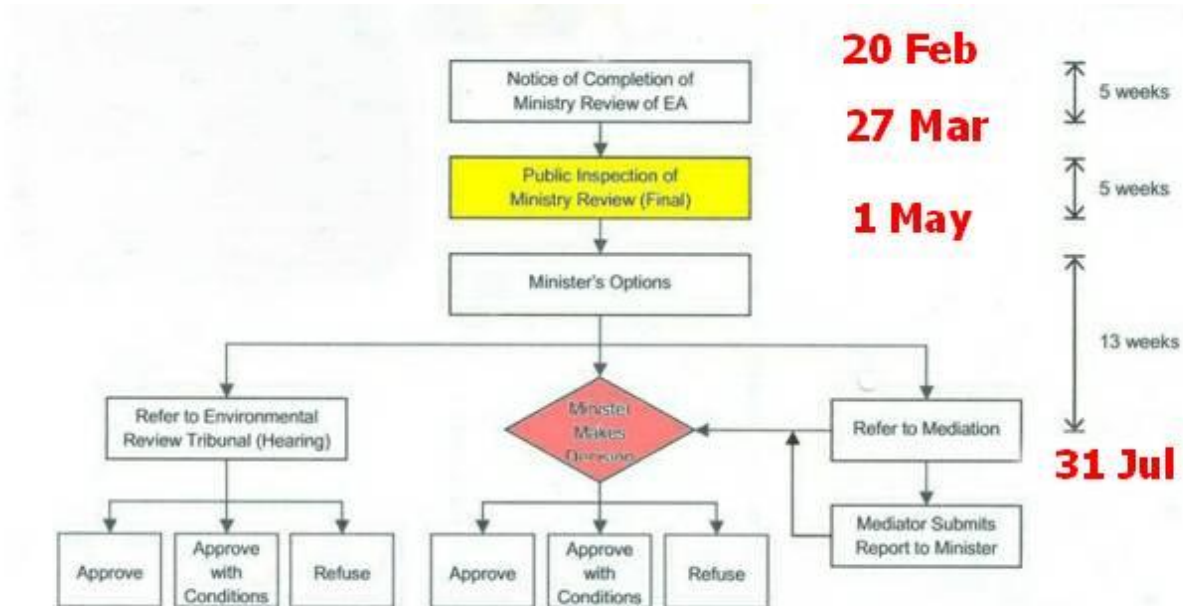 20 Feb
Notice of Completion of
Ministry Review of EA
5 weeks
27 Mar
Public Inspection of
Ministry Review (Final)
5 weeks
1 May
Minister's Options
13 weeks
Refer to Environmental
Review Tribunal (Hearing)
Minister
Makes
Decision
Refer to Mediation
31 Jul
Approve
Approve
with
Conditions
Refuse
Approve
Approve
with
Conditions
Refuse
Mediator Submits
Report to Minister